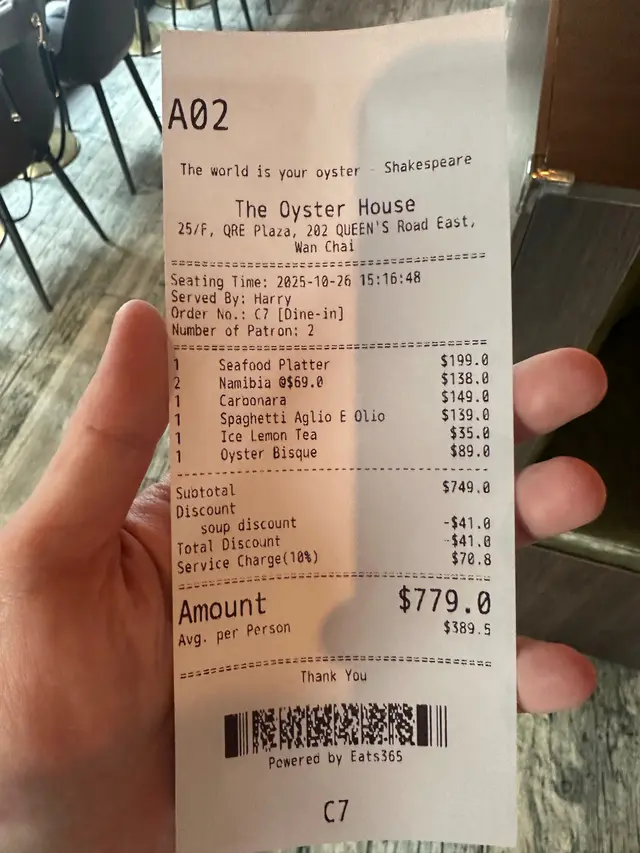 A02
The world is your oyster - Shakespeare
The Oyster House
25/F, QRE Plaza, 202 QUEEN'S Road East,
Wan Chai
Seating Time: 2025-10-26 15:16:48
Served By: Harry
Order No.: C7 [Dine-in]
Number of Patron: 2
1 Seafood Platter $199.0
2 Namibia @$69.0 $138.0
1 Carbonara $149.0
1 Spaghetti Aglio E Olio $139.0
1 Ice Lemon Tea $35.0
1 Oyster Bisque $89.0
Subtotal $749.0
Discount
soup discount -$41.0
Total Discount -$41.0
Service Charge(10%) $70.8
Amount $779.0
Avg. per Person $389.5
Thank You
Powered by Eats365
C7